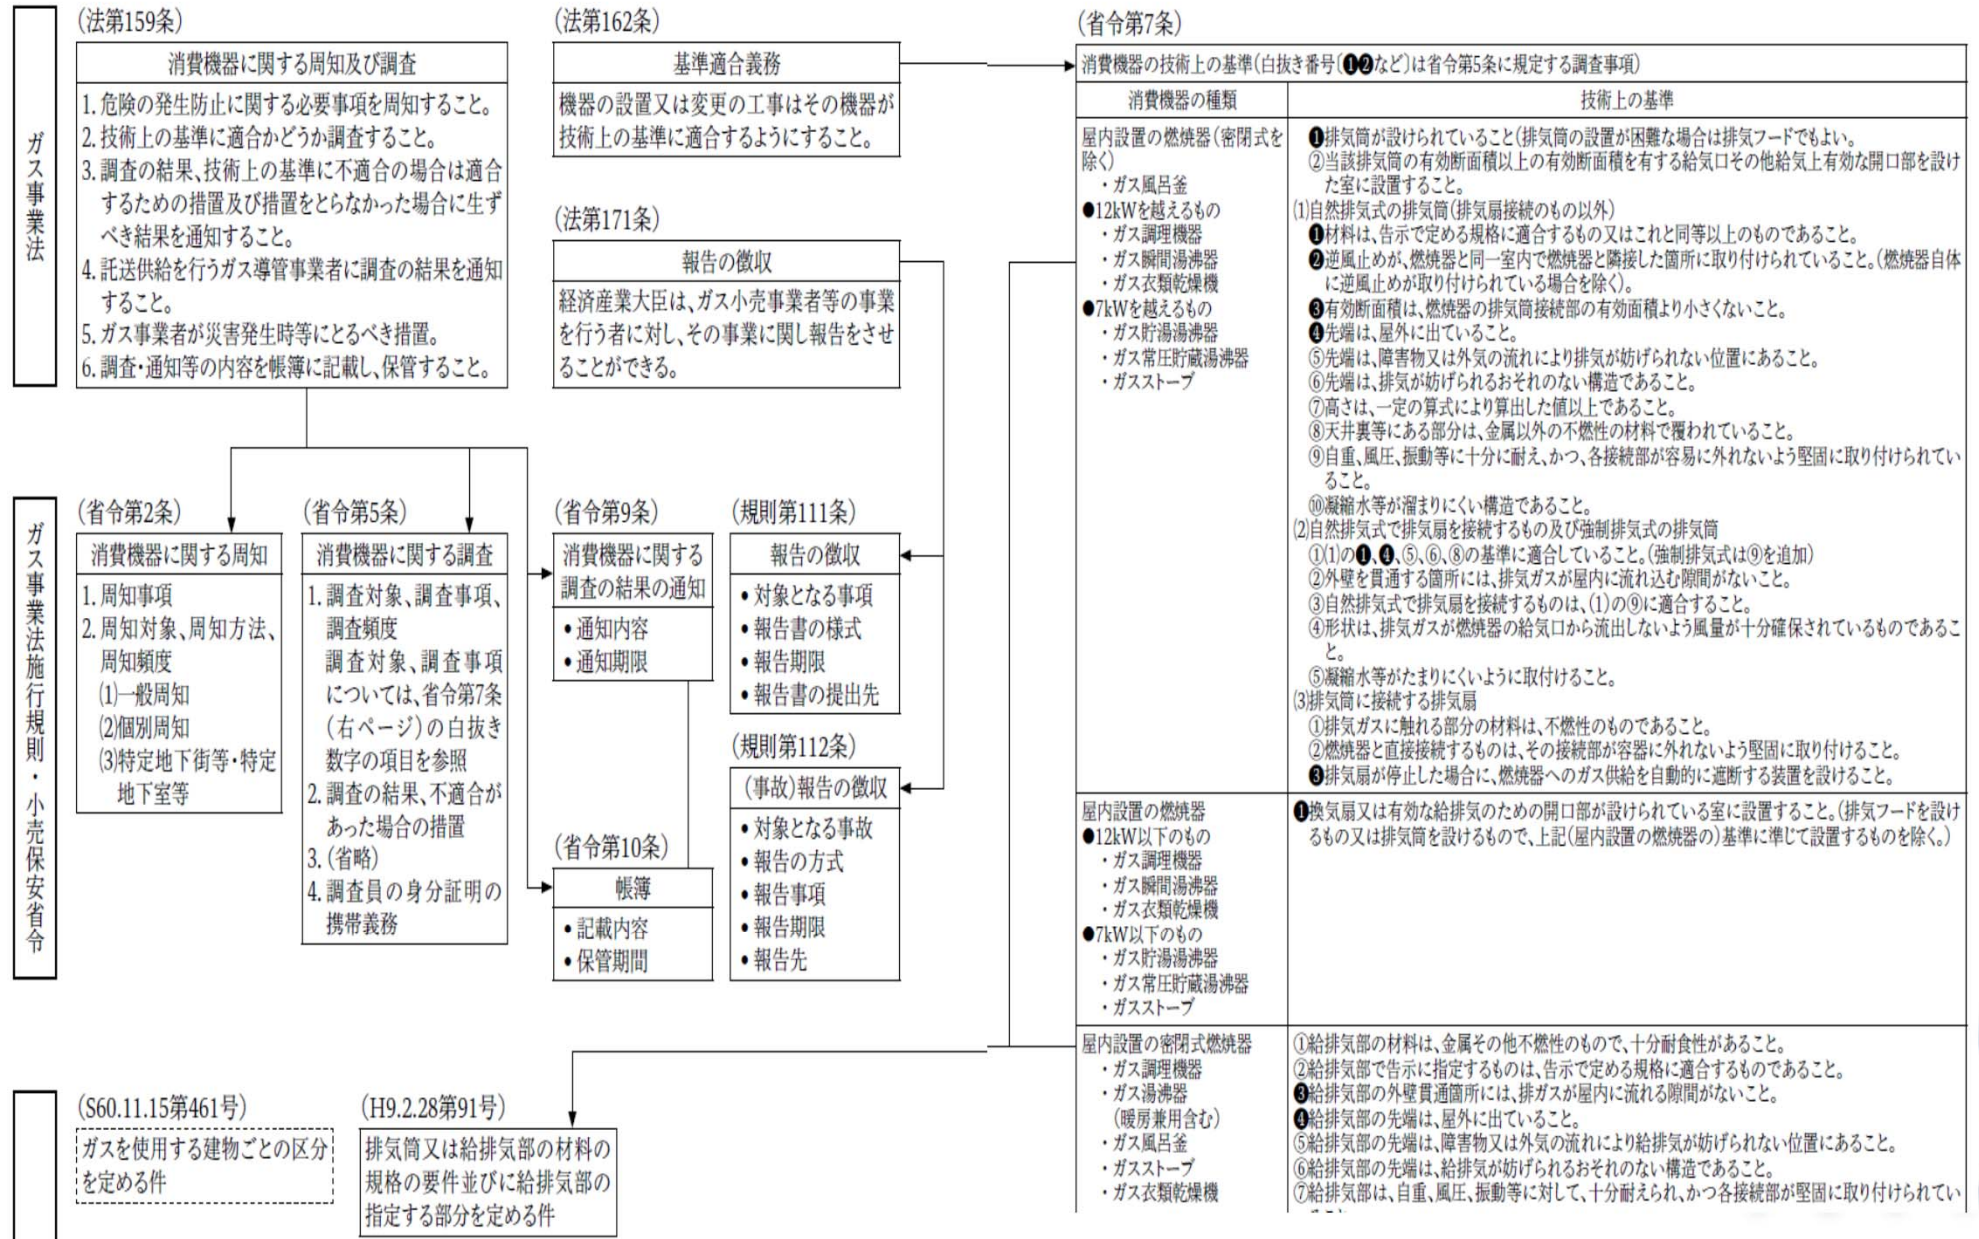 ガス事業法
(法第159条)
消費機器に関する周知及び調査
1. 危険の発生防止に関する必要事項を周知すること。
2. 技術上の基準に適合かどうか調査すること。
3. 調査の結果、技術上の基準に不適合の場合は適合
するための措置及び措置をとらなかった場合に生ず
べき結果を通知すること。
4. 託送供給を行うガス導管事業者に調査の結果を通知
すること。
5. ガス事業者が災害発生時等にとるべき措置。
6. 調査・通知等の内容を帳簿に記載し、保管すること。
(法第162条)
基準適合義務
機器の設置又は変更の工事はその機器が
技術上の基準に適合するようにすること。
(法第171条)
報告の徴収
経済産業大臣は、ガス小売事業者等の事業
を行う者に対し、その事業に関し報告をさせ
ることができる。
ガス事業法施行規則・小売保安省令
(省令第2条)
消費機器に関する周知
1. 周知事項
2. 周知対象、周知方法、
周知頻度
⑴一般周知
⑵個別周知
⑶特定地下街等・特定
地下室等
(省令第5条)
消費機器に関する調査
1. 調査対象、調査事項、
調査頻度
調査対象、調査事項
については、省令第7条
(右ページ)の白抜き
数字の項目を参照
2. 調査の結果、不適合が
あった場合の措置
3. (省略)
4. 調査員の身分証明の
携帯義務
(省令第9条)
消費機器に関する
調査の結果の通知
• 通知内容
• 通知期限
(省令第10条)
帳簿
• 記載内容
• 保管期間
(規則第111条)
報告の徴収
• 対象となる事項
• 報告書の様式
• 報告期限
• 報告書の提出先
(規則第112条)
(事故)報告の徴収
• 対象となる事故
• 報告の方式
• 報告事項
• 報告期限
• 報告先
(S60.11.15第461号)
ガスを使用する建物ごとの区分
を定める件
(H9.2.28第91号)
排気筒又は給排気部の材料の
規格の要件並びに給排気部の
指定する部分を定める件
(省令第7条)
消費機器の技術上の基準(白抜き番号〔❶❷など〕は省令第5条に規定する調査事項)
消費機器の種類
技術上の基準
屋内設置の燃焼器(密閉式を
除く)
・ガス風呂釜
●12kWを越えるもの
・ガス調理機器
・ガス瞬間湯沸器
・ガス衣類乾燥機
●7kWを越えるもの
・ガス貯湯湯沸器
・ガス常圧貯蔵湯沸器
・ガスストーブ
❶排気筒が設けられていること(排気筒の設置が困難な場合は排気フードでもよい。
②当該排気筒の有効断面積以上の有効断面積を有する給気口その他給気上有効な開口部を設け
た室に設置すること。
⑴自然排気式の排気筒(排気扇接続のもの以外)
❶材料は、告示で定める規格に適合するもの又はこれと同等以上のものであること。
❷逆風止めが、燃焼器と同一室内で燃焼器と隣接した箇所に取り付けられていること。(燃焼器自体
に逆風止めが取り付けられている場合を除く)。
❸有効断面積は、燃焼器の排気筒接続部の有効面積より小さくないこと。
❹先端は、屋外に出ていること。
⑤先端は、障害物又は外気の流れにより排気が妨げられない位置にあること。
⑥先端は、排気が妨げられるおそれのない構造であること。
⑦高さは、一定の算式により算出した値以上であること。
⑧天井裏等にある部分は、金属以外の不燃性の材料で覆われていること。
⑨自重、風圧、振動等に十分に耐え、かつ、各接続部が容易に外れないよう堅固に取り付けられてい
ること。
⑩凝縮水等が溜まりにくい構造であること。
⑵自然排気式で排気扇を接続するもの及び強制排気式の排気筒
①⑴の❶、❹、⑤、⑥、⑧の基準に適合していること。(強制排気式は⑨を追加)
②外壁を貫通する箇所には、排気ガスが屋内に流れ込む隙間がないこと。
③自然排気式で排気扇を接続するものは、(1)の⑨に適合すること。
④形状は、排気ガスが燃焼器の給気口から流出しないよう風量が十分確保されているものであるこ
と。
⑤凝縮水等がたまりにくいように取付けること。
⑶排気筒に接続する排気扇
①排気ガスに触れる部分の材料は、不燃性のものであること。
②燃焼器と直接接続するものは、その接続部が容器に外れないよう堅固に取り付けること。
❸排気扇が停止した場合に、燃焼器へのガス供給を自動的に遮断する装置を設けること。
屋内設置の燃焼器
●12kW以下のもの
・ガス調理機器
・ガス瞬間湯沸器
・ガス衣類乾燥機
●7kW以下のもの
・ガス貯湯湯沸器
・ガス常圧貯蔵湯沸器
・ガスストーブ
❶換気扇又は有効な給排気のための開口部が設けられている室に設置すること。(排気フードを設け
るもの又は排気筒を設けるもので、上記(屋内設置の燃焼器の)基準に準じて設置するものを除く。)
屋内設置の密閉式燃焼器
・ガス調理機器
・ガス湯沸器
(暖房兼用含む)
・ガス風呂釜
・ガスストーブ
・ガス衣類乾燥機
①給排気部の材料は、金属その他不燃性のもので、十分耐食性があること。
②給排気部で告示に指定するものは、告示で定める規格に適合するものであること。
❸給排気部の外壁貫通箇所には、排ガスが屋内に流れる隙間がないこと。
❹給排気部の先端は、屋外に出ていること。
⑤給排気部の先端は、障害物又は外気の流れにより給排気が妨げられない位置にあること。
⑥給排気部の先端は、給排気が妨げられるおそれのない構造であること。
⑦給排気部は、自重、風圧、振動等に対して、十分耐えられ、かつ各接続部が堅固に取り付けられてい